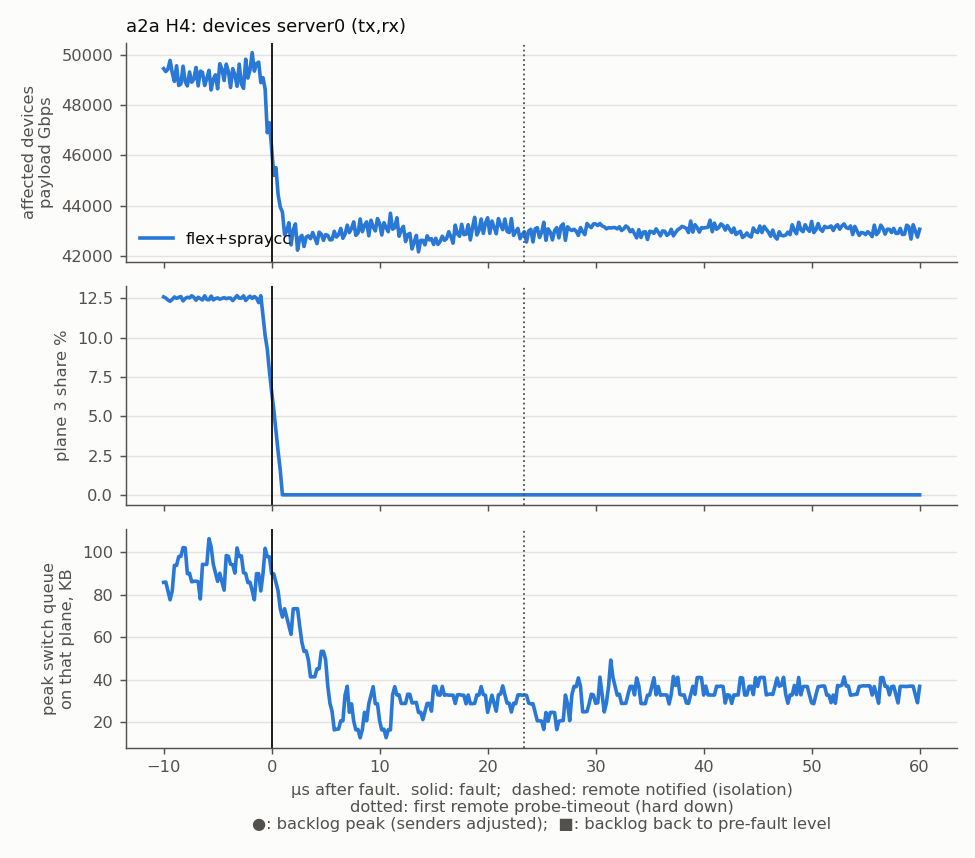 a2a H4: devices server0 (tx,rx)
50000
48000
46000
44000
42000
affected devices
payload Gbps
flex+spraycc
12.5
10.0
7.5
5.0
2.5
0.0
plane 3 share %
100
80
60
40
20
peak switch queue
on that plane, KB
−10 0 10 20 30 40 50 60
µs after fault. solid: fault; dashed: remote notified (isolation)
dotted: first remote probe-timeout (hard down)
●: backlog peak (senders adjusted); ■: backlog back to pre-fault level